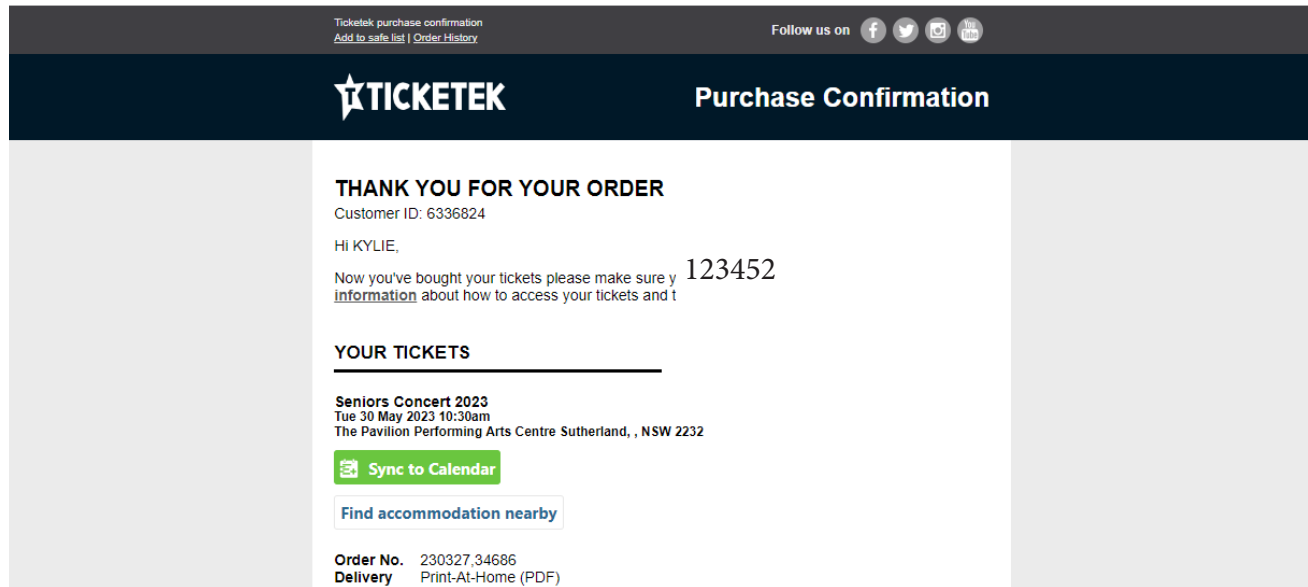 Ticketek purchase confirmation
Add to safe list | Order History
Follow us on
You Tube
TICKETEK
Purchase Confirmation
THANK YOU FOR YOUR ORDER
Customer ID: 6336824
Hi KYLIE,
Now you've bought your tickets please make sure y
123452
information about how to access your tickets and t
YOUR TICKETS
Seniors Concert 2023
Tue 30 May 2023 10:30am
The Pavilion Performing Arts Centre Sutherland, , NSW 2232
Sync to Calendar
Find accommodation nearby
Order No. 230327,34686
Delivery Print-At-Home (PDF)